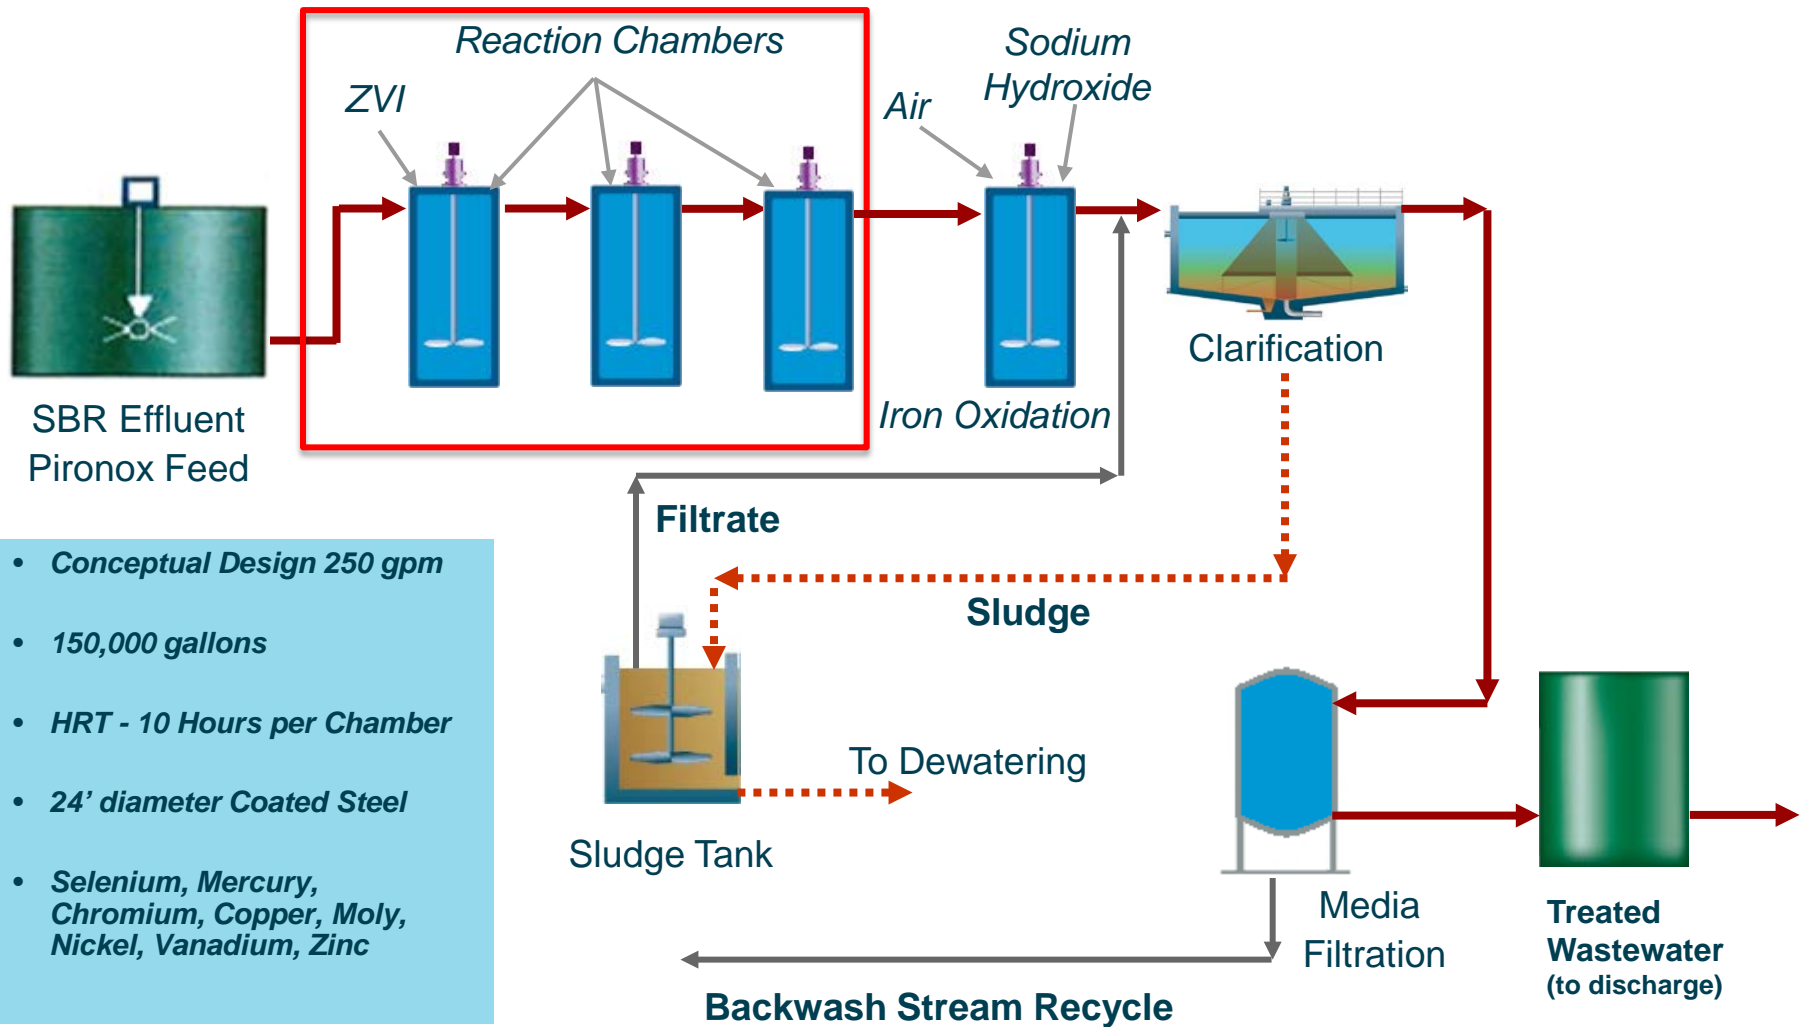 Reaction Chambers
Sodium
Hydroxide
ZVI
Air
Clarification
SBR Effluent
Pironox Feed
Iron Oxidation
Filtrate
• Conceptual Design 250 gpm
• 150,000 gallons
• HRT - 10 Hours per Chamber
• 24’ diameter Coated Steel
• Selenium, Mercury,
Chromium, Copper, Moly,
Nickel, Vanadium, Zinc
Sludge
To Dewatering
Sludge Tank
Media
Filtration
Treated
Wastewater
(to discharge)
Backwash Stream Recycle